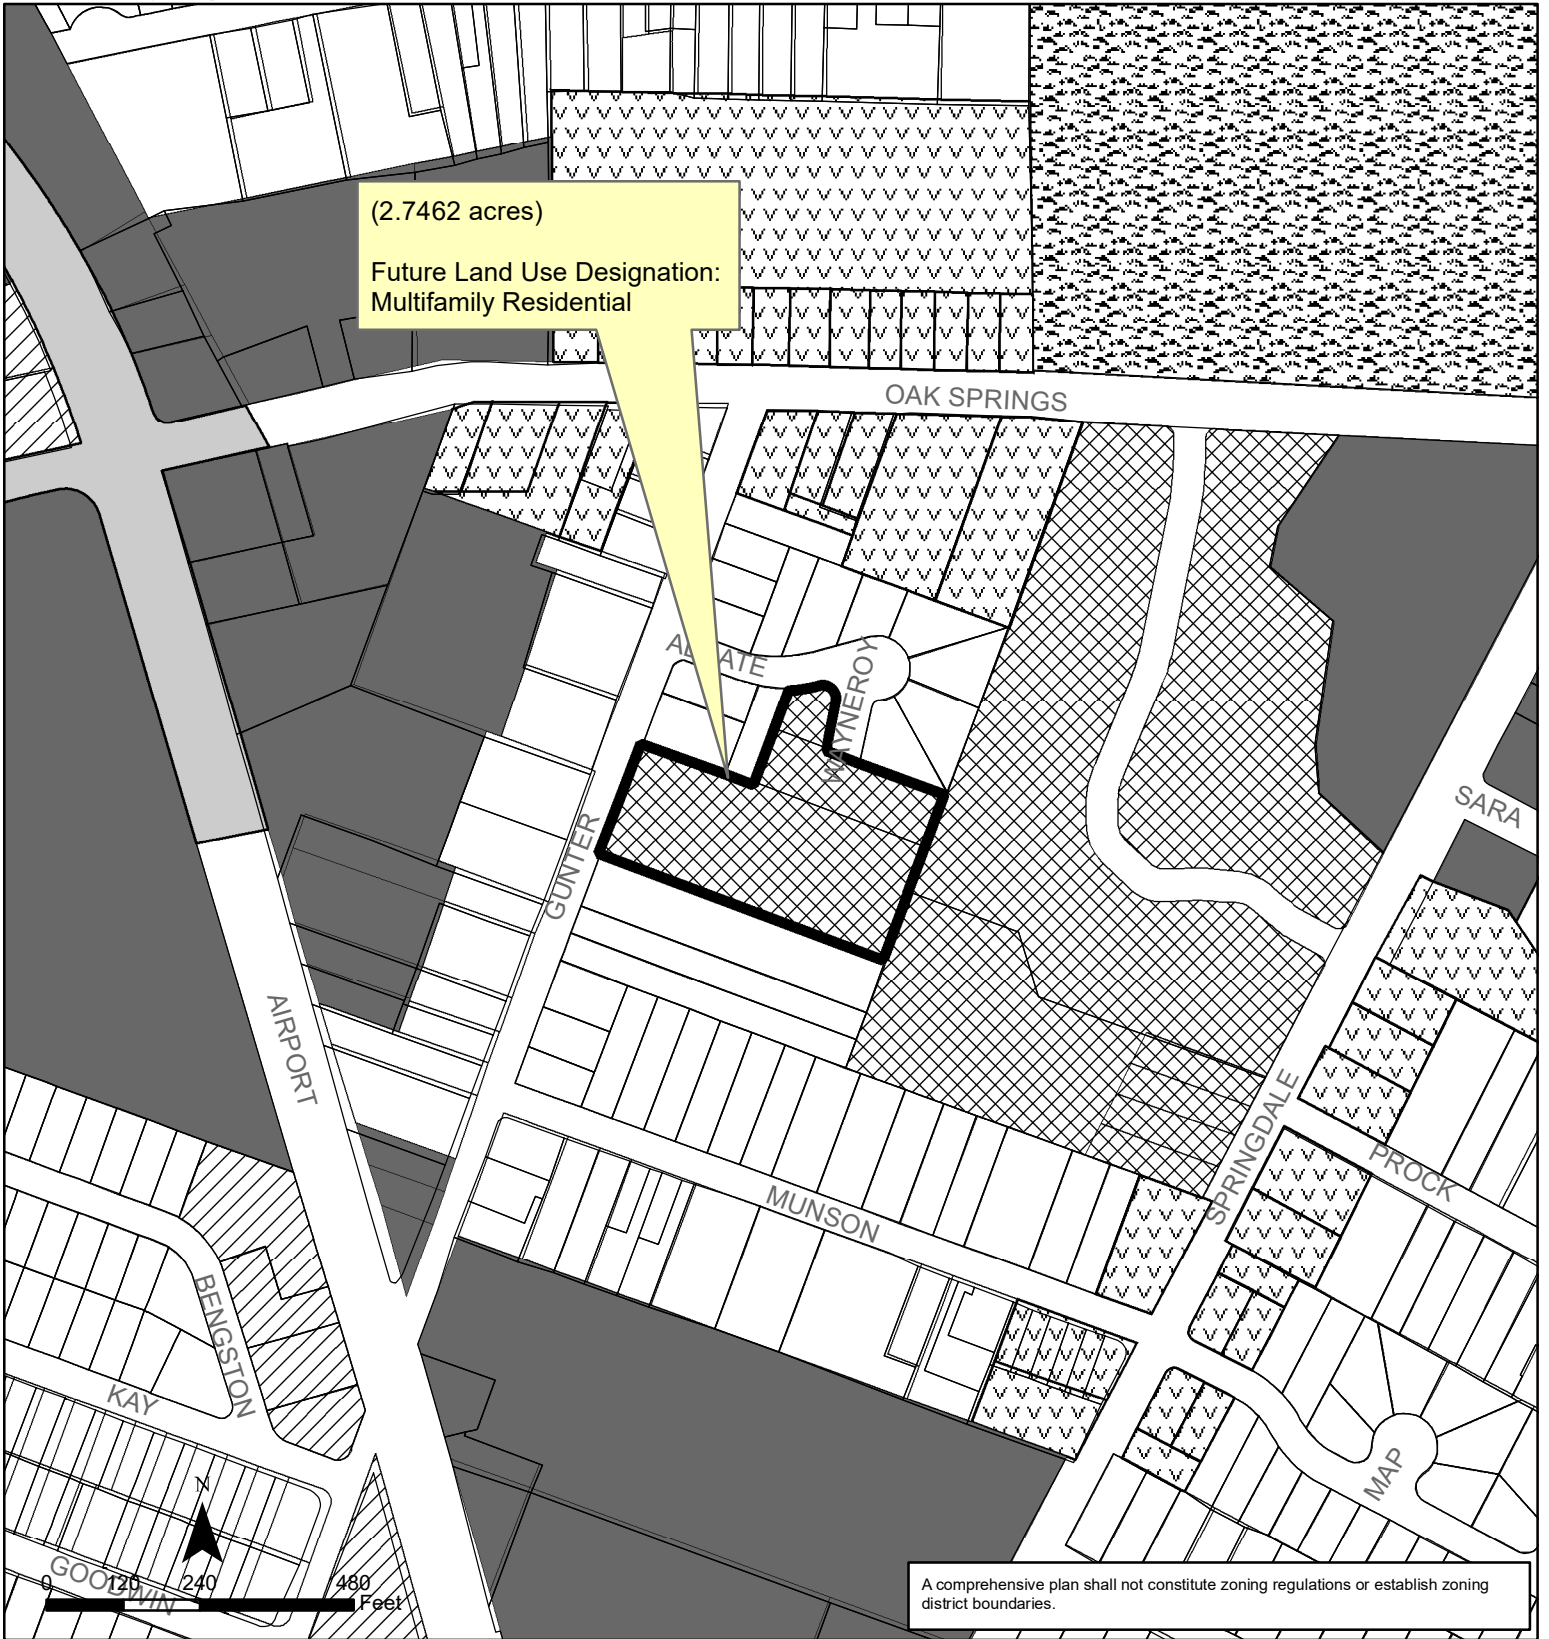 (2.7462 acres)
Future Land Use Designation:
Multifamily Residential
OAK SPRINGS
WAYNEROY
SARA
GUNTER
AIRPORT
SPRINGDALE
PROCK
MUNSON
BENGSTON
KAY
MAP
N
GOODWIN
0 120 240 480
Feet
A comprehensive plan shall not constitute zoning regulations or establish zoning
district boundaries.